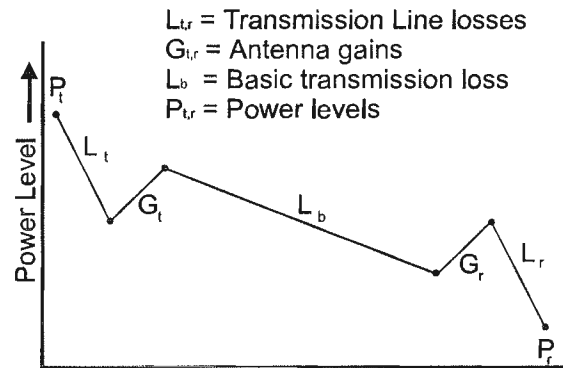 Lt,r = Transmission Line losses
Gt,r = Antenna gains
Lb = Basic transmission loss
Pt,r = Power levels
Power Level
Pt
Lt
Gt
Lb
Gr
Lr
Pr